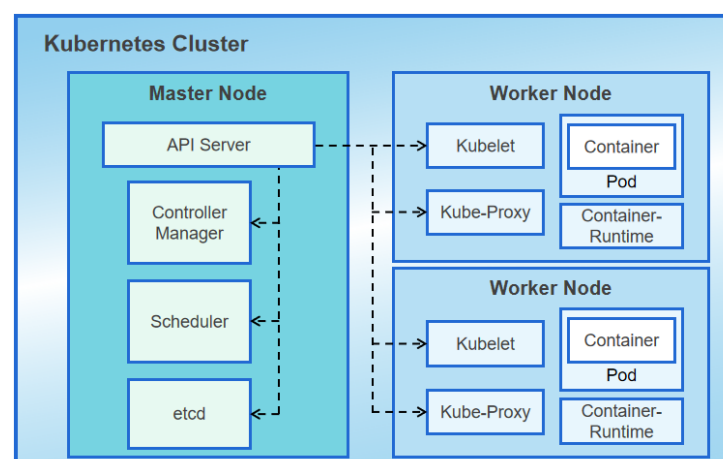 Kubernetes Cluster
Master Node
API Server
Controller
Manager
Scheduler
etcd
Worker Node
Kubelet
Kube-Proxy
Container
Pod
Container-
Runtime
Worker Node
Kubelet
Kube-Proxy
Container
Pod
Container-
Runtime